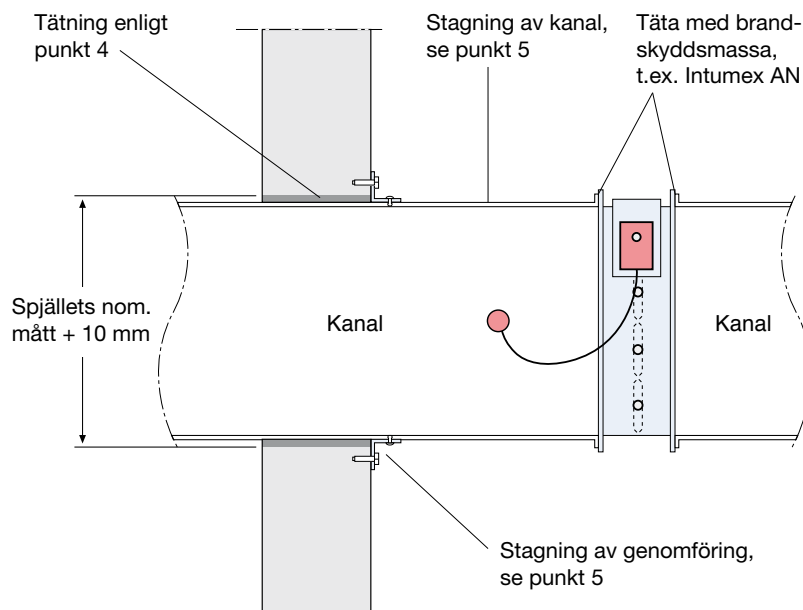 Tätning enligt
punkt 4
Stagning av kanal,
se punkt 5
Täta med brand-
skyddsmassa,
t.ex. Intumex AN
Spjällets nom.
mått + 10 mm
Kanal
Kanal
Stagning av genomföring,
se punkt 5